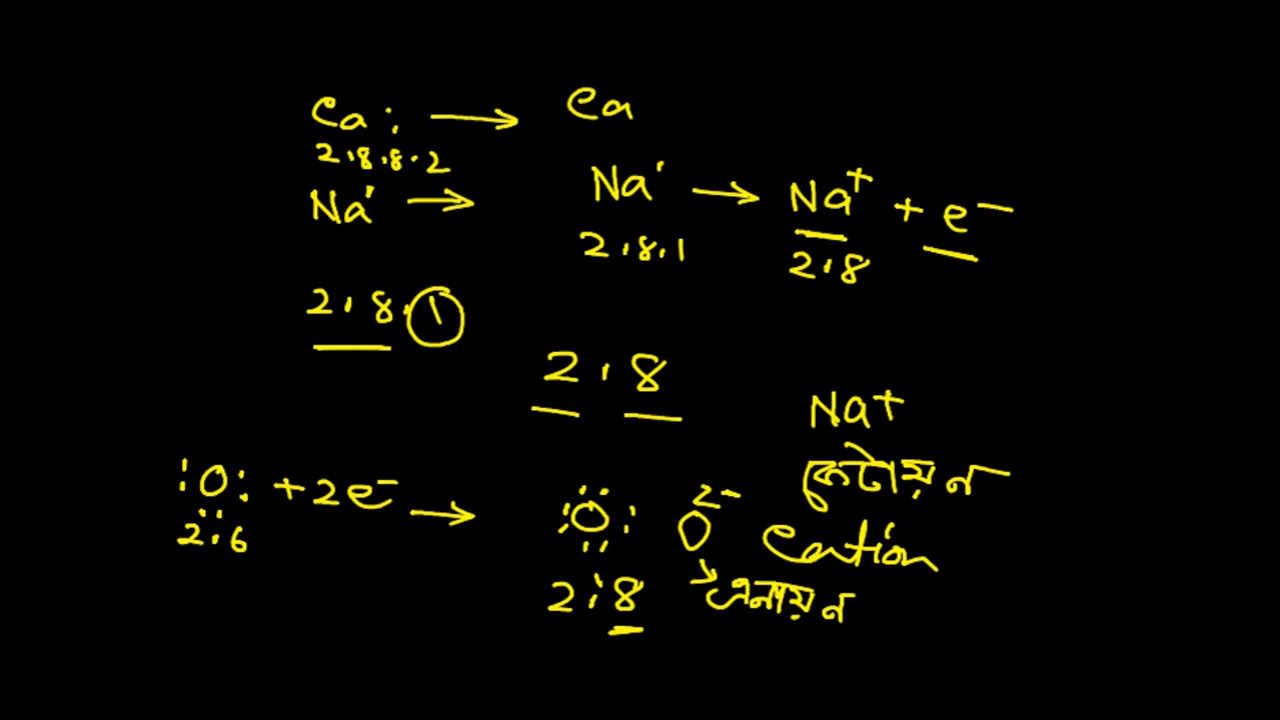 Ca: → Ca
2.8.8.2
Na· → Na· → Na⁺ + e⁻
2.8.1 2.8
2.8.1
2.8
Na⁺
:O: + 2e⁻ → :O: O²⁻ কেটায়ন
2.6 Cation
2.8 → এনায়ন